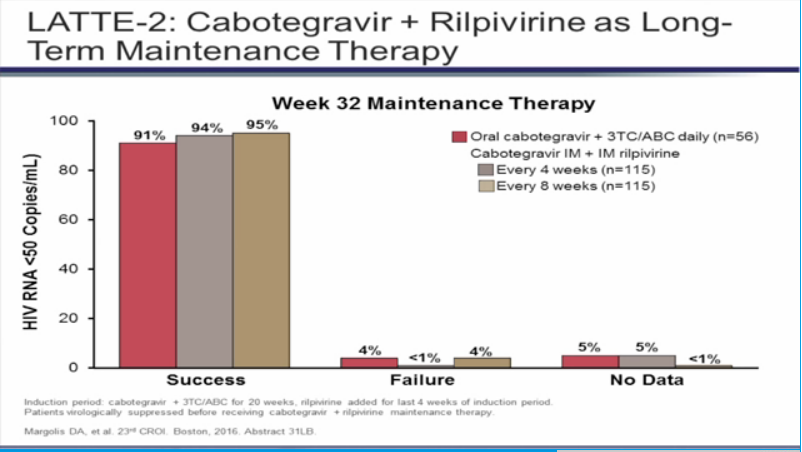 LATTE-2: Cabotegravir + Rilpivirine as Long-
Term Maintenance Therapy
Week 32 Maintenance Therapy
HIV RNA <50 Copies/mL)
100
80
60
40
20
0
91%
94%
95%
4%
<1%
4%
5%
5%
<1%
Success
Failure
No Data
Oral cabotegravir + 3TC/ABC daily (n=56)
Cabotegravir IM + IM rilpivirine
Every 4 weeks (n=115)
Every 8 weeks (n=115)
Induction period: cabotegravir + 3TC/ABC for 20 weeks, rilpivirine added for last 4 weeks of induction period.
Patients virologically suppressed before receiving cabotegravir + rilpivirine maintenance therapy.
Margolis DA, et al. 23rd CROI. Boston, 2016. Abstract 31LB.